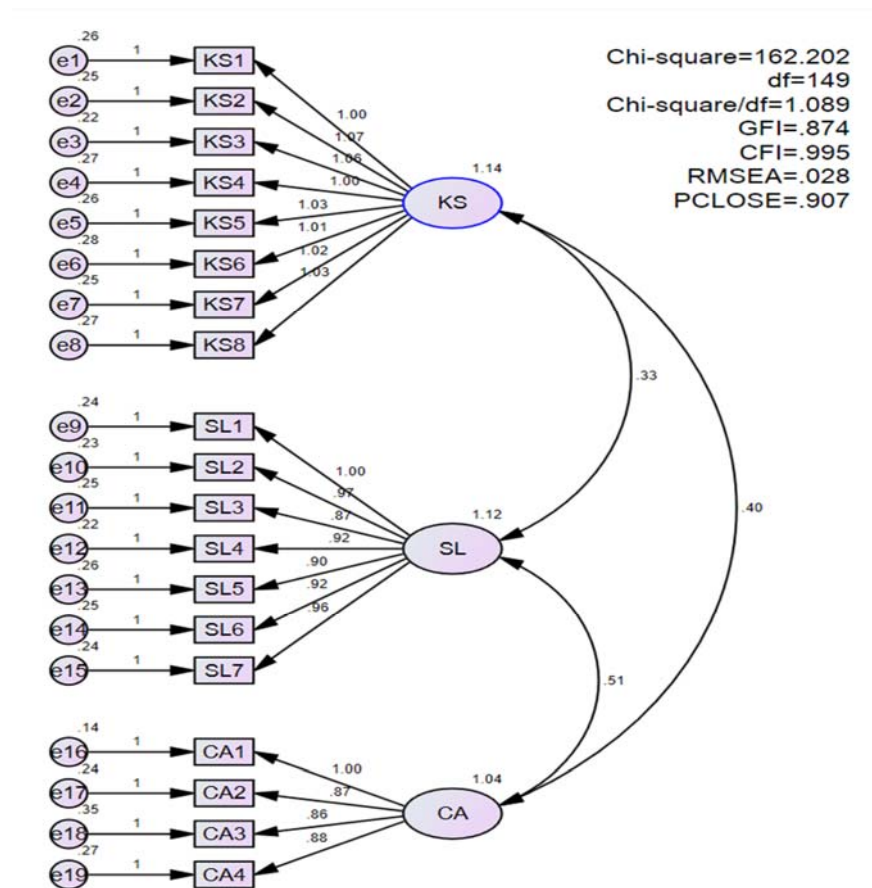 Chi-square=162.202
df=149
Chi-square/df=1.089
GFI=.874
CFI=.995
RMSEA=.028
PCLOSE=.907
.26
e1 1 KS1
.25
e2 1 KS2
.22
e3 1 KS3
.27
e4 1 KS4
.26
e5 1 KS5
.28
e6 1 KS6
.25
e7 1 KS7
.27
e8 1 KS8
1.00
1.07
1.06
1.00
1.03
1.01
1.02
1.03
1.14
KS
.33
.40
.24
e9 1 SL1
.23
e10 1 SL2
.25
e11 1 SL3
.22
e12 1 SL4
.26
e13 1 SL5
.25
e14 1 SL6
.24
e15 1 SL7
1.00
.97
.87
.92
.90
.92
.96
1.12
SL
.51
.14
e16 1 CA1
.24
e17 1 CA2
.35
e18 1 CA3
.27
e19 1 CA4
1.00
.87
.86
.88
1.04
CA